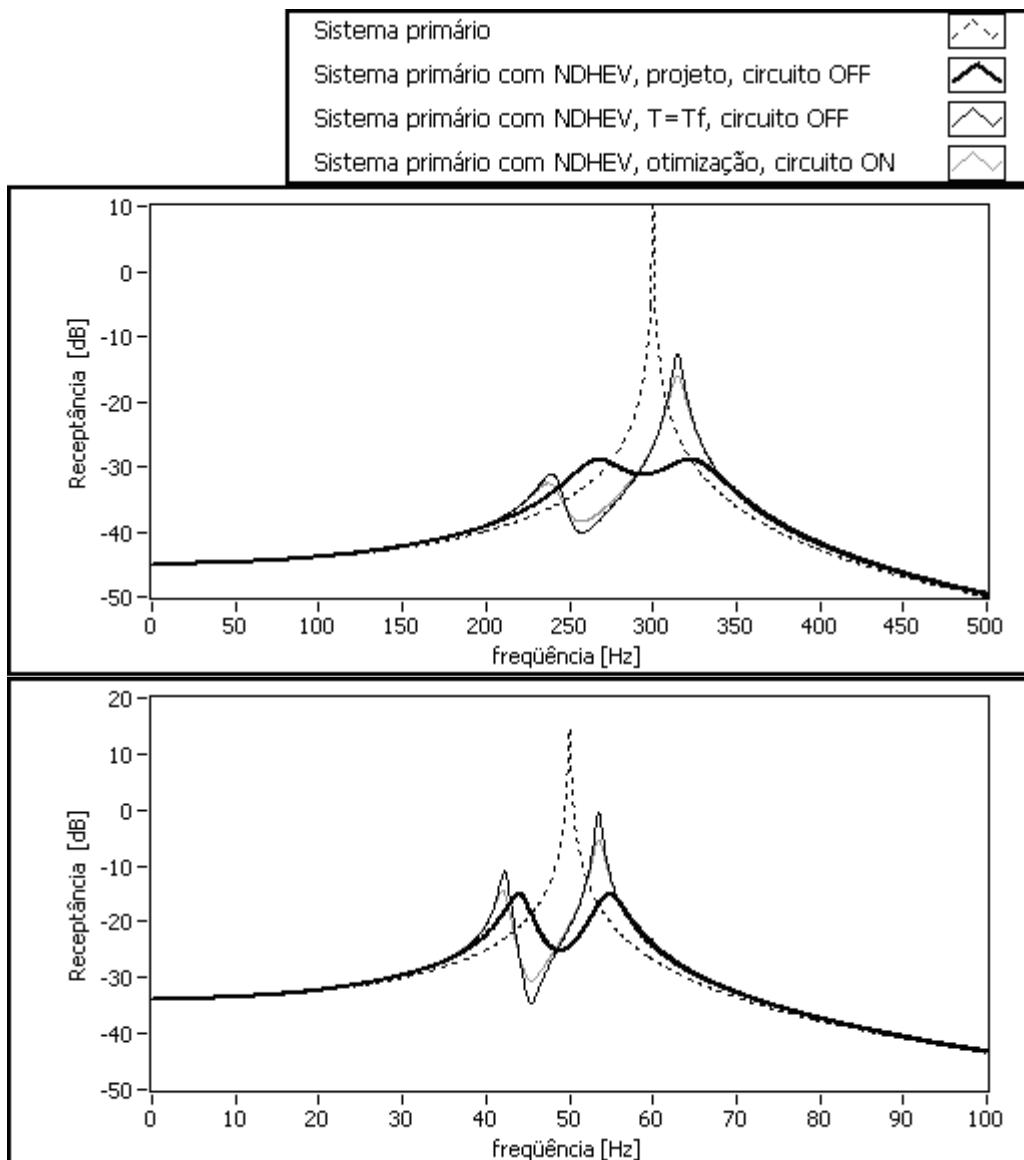 Sistema primário
Sistema primário com NDHEV, projeto, circuito OFF
Sistema primário com NDHEV, T=Tf, circuito OFF
Sistema primário com NDHEV, otimização, circuito ON
10
0
-10
-20
-30
-40
-50
Receptância [dB]
0 50 100 150 200 250 300 350 400 450 500
freqüência [Hz]
20
10
0
-10
-20
-30
-40
-50
Receptância [dB]
0 10 20 30 40 50 60 70 80 90 100
freqüência [Hz]